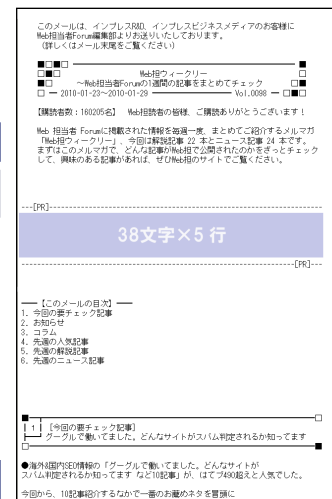 このメールは、インプレスR&D、インプレスビジネスメディアのお客様に
Web担当者Forum編集部よりお送りいたしております。
(詳しくはメール末尾をご覧ください)
■□■□ ━━━━━━━━━━━━━━━━━━━━ ■
□■□ Web担ウィークリー □
■□ ~Web担当者Forumの1週間の記事をまとめてチェック □■
□ ― 2010-01-23~2010-01-29 ━━━━━━━━ Vol.0098 ― □■□
【購読者数:160205名】 Web担読者の皆様、ご購読ありがとうございます!
Web 担当者 Forumに掲載された情報を毎週一度、まとめてご紹介するメルマガ
「Web担ウィークリー」、今回は解説記事 22 本とニュース記事 24 本です。
まずはこのメルマガで、どんな記事がWeb担で公開されたのかをざっとチェック
して、興味のある記事があれば、ぜひWeb担のサイトでご覧ください。
---[PR]------------------------------------------------------------
38文字×5 行
------------------------------------------------------------[PR]---
━━【このメールの目次】━━
1. 今回の要チェック記事
2. お知らせ
3. コラム
4. 先週の人気記事
5. 先週の解説記事
6. 先週のニュース記事
■━┯━━━━━━━━━━━━━━━━━━━━□
┃1┃ [今回の要チェック記事]
┠━┛ グーグルで働いてました。どんなサイトがスパム判定されるか知ってます
□━━━━━━━━━━━━━━━━━━━━━━■
●海外&国内SEO情報の「グーグルで働いてました。どんなサイトが
スパム判定されるか知ってます など10記事」が、はてブ490超えと人気でした。
今回から、10記事紹介するなかで一番のお薦めネタを冒頭に